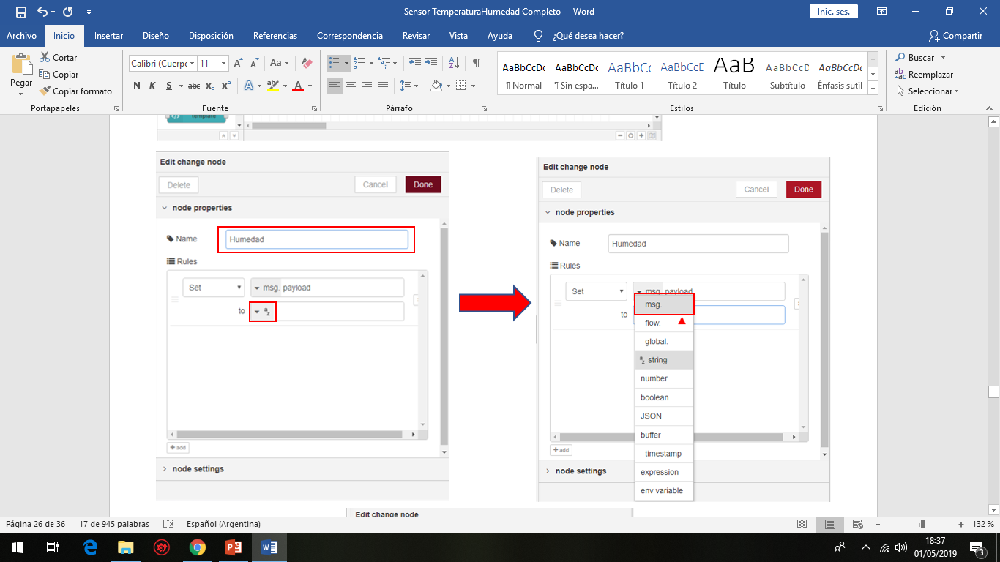 Sensor TemperaturaHumedad Completo - Word
Inic. ses.
Archivo Inicio Insertar Diseño Disposición Referencias Correspondencia Revisar Vista Ayuda ¿Qué desea hacer? Compartir
Pegar
Cortar
Copiar
Copiar formato
Portapapeles
Calibri (Cuerpo 11
Aa
N K S abc x₂ x²
Fuente
Párrafo
AaBbCcDc AaBbCcDc AaBbCc AaBbCcD AaB AaBbCcD AaBbCcDc
¶ Normal ¶ Sin espa... Título 1 Título 2 Título Subtítulo Énfasis sutil
Estilos
Buscar
Reemplazar
Seleccionar
Edición
template
Edit change node
Delete Cancel Done
node properties
Name Humedad
Rules
Set msg. payload
to
add
node settings
Edit change node
Delete Cancel Done
node properties
Name Humedad
Rules
Set msg. payload
to
msg.
flow.
global.
string
number
boolean
JSON
buffer
timestamp
expression
env variable
add
node settings
Edit change node
Página 26 de 36 17 de 945 palabras Español (Argentina) 132 %
18:37
01/05/2019
3